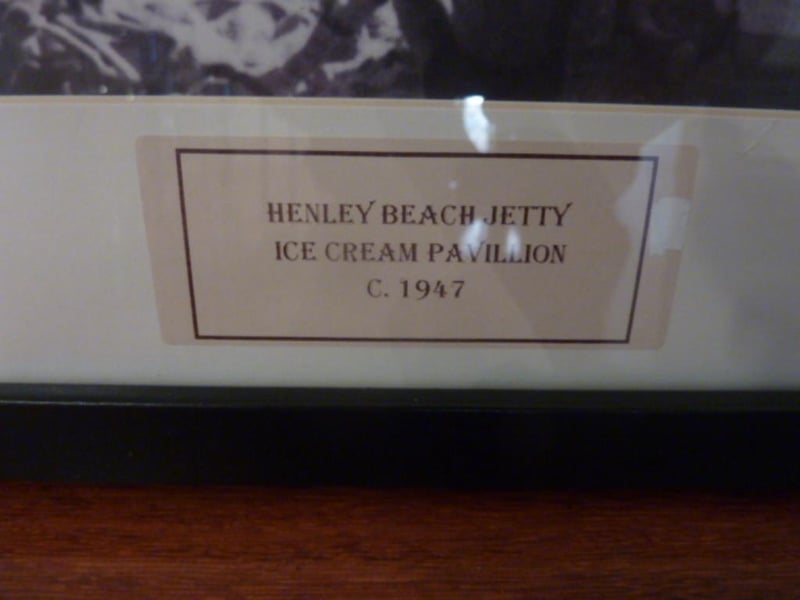 HENLEY BEACH JETTY
ICE CREAM PAVILLION
C. 1947